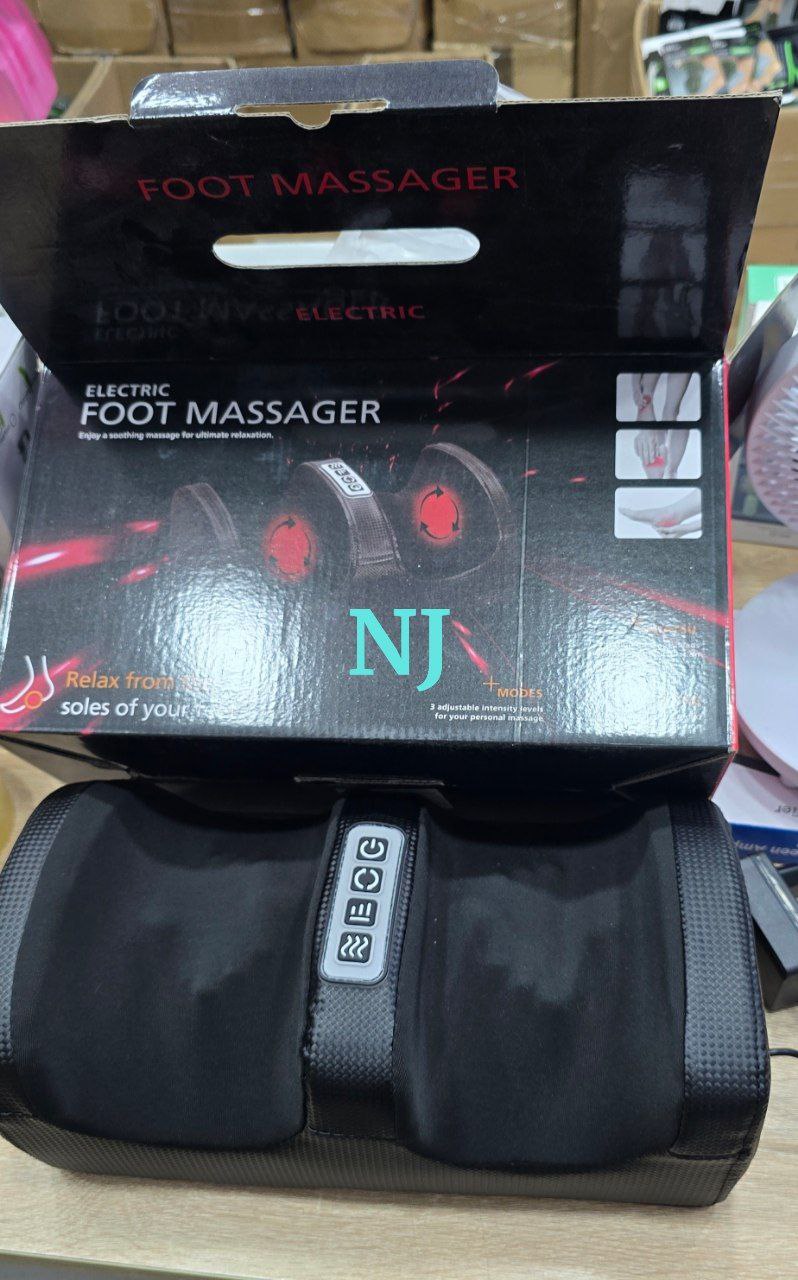 FOOT MASSAGER
ELECTRIC
ELECTRIC
FOOT MASSAGER
Enjoy a soothing massage for ultimate relaxation.
NJ
Relax from
soles of your
MODES
3 adjustable intensity levels
for your personal massage